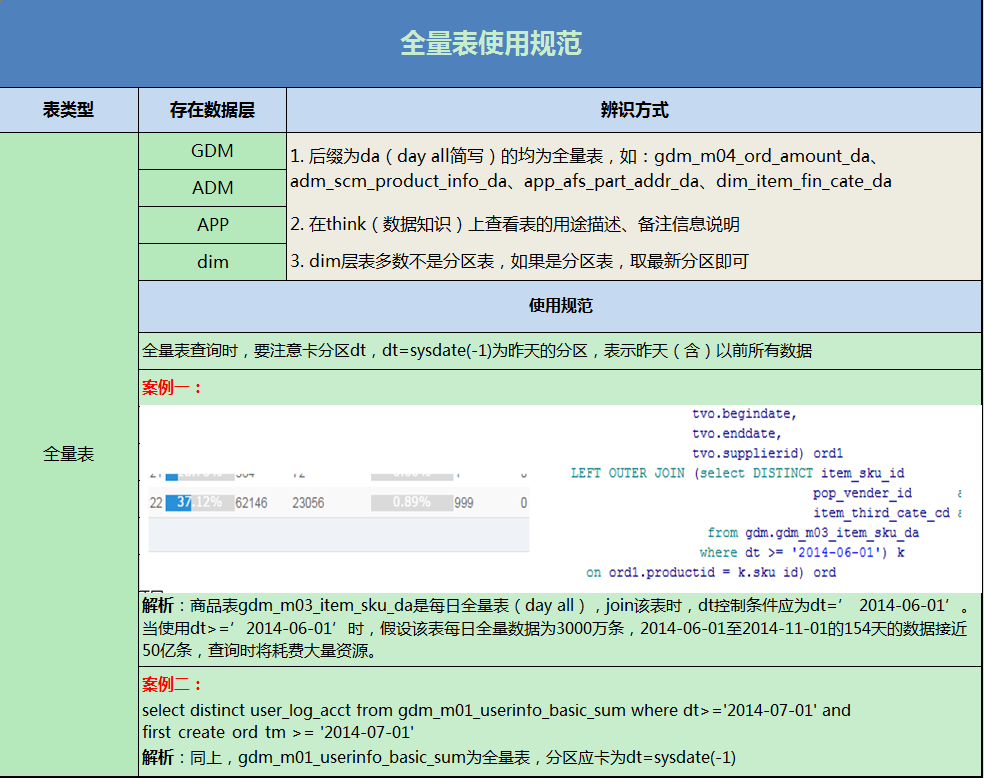 全量表使用规范
表类型 存在数据层 辨识方式
全量表
GDM
ADM
APP
dim
1. 后缀为da（day all简写）的均为全量表，如：gdm_m04_ord_amount_da、
adm_scm_product_info_da、app_afs_part_addr_da、dim_item_fin_cate_da
2. 在think（数据知识）上查看表的用途描述、备注信息说明
3. dim层表多数不是分区表，如果是分区表，取最新分区即可
使用规范
全量表查询时，要注意卡分区dt，dt=sysdate(-1)为昨天的分区，表示昨天（含）以前所有数据
案例一：
22 37.12% 62146 23056 0.89% 999 0
tvo.begindate,
tvo.enddate,
tvo.supplierid) ord1
LEFT OUTER JOIN (select DISTINCT item_sku_id
pop_vender_id
item_third_cate_cd
from gdm.gdm_m03_item_sku_da
where dt >= '2014-06-01') k
on ord1.productid = k.sku id) ord
解析：商品表gdm_m03_item_sku_da是每日全量表（day all），join该表时，dt控制条件应为dt=’ 2014-06-01’。
当使用dt>=’ 2014-06-01’ 时，假设该表每日全量数据为3000万条，2014-06-01至2014-11-01的154天的数据接近
50亿条，查询时将耗费大量资源。
案例二：
select distinct user_log_acct from gdm_m01_userinfo_basic_sum where dt>='2014-07-01' and
first create ord tm >= '2014-07-01'
解析：同上，gdm_m01_userinfo_basic_sum为全量表，分区应卡为dt=sysdate(-1)